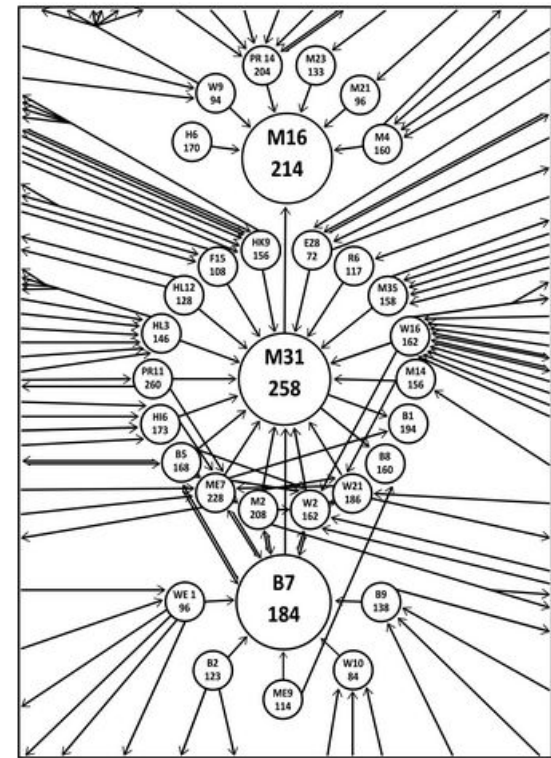 PR 14
204
M23
133
W9
94
M21
96
H6
170
M16
214
M4
160
HK9
156
EZ8
72
F15
108
R6
117
HL12
128
M35
158
HL3
146
W16
162
M31
258
PR11
260
M14
156
HI6
173
B1
194
B5
168
B8
160
ME7
228
W21
186
M2
208
W2
162
B7
184
WE 1
96
B9
138
B2
123
W10
84
ME9
114